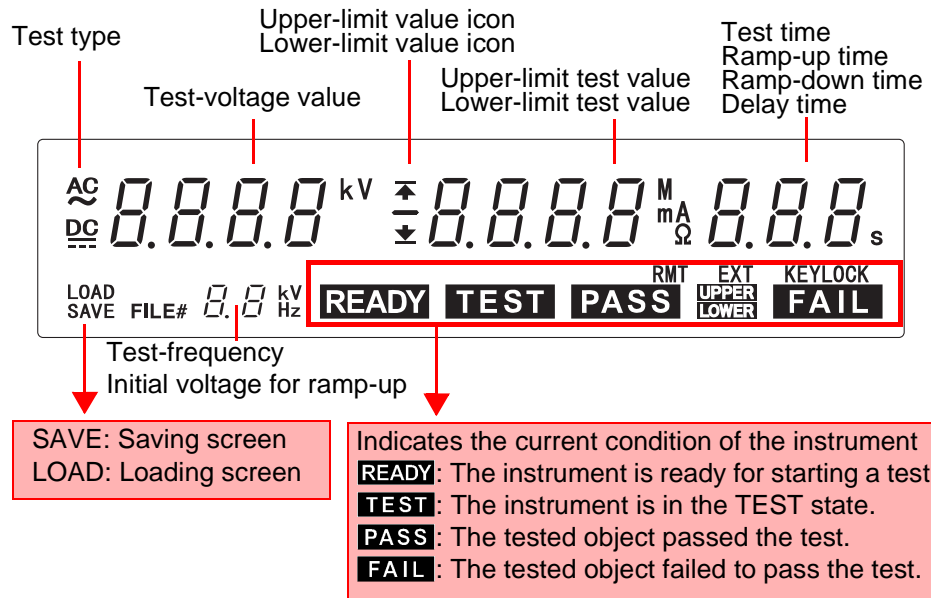 Test type
Upper-limit value icon
Lower-limit value icon
Test-voltage value
Upper-limit test value
Lower-limit test value
Test time
Ramp-up time
Ramp-down time
Delay time
AC
DC
8.8.8.8 kV
8.8.8.8 M
mA
Ω
8.8.8 s
LOAD
SAVE FILE# 8.8 kV
Hz
RMT EXT KEYLOCK
READY TEST PASS UPPER
LOWER FAIL
Test-frequency
Initial voltage for ramp-up
SAVE: Saving screen
LOAD: Loading screen
Indicates the current condition of the instrument
READY: The instrument is ready for starting a test
TEST: The instrument is in the TEST state.
PASS: The tested object passed the test.
FAIL: The tested object failed to pass the test.